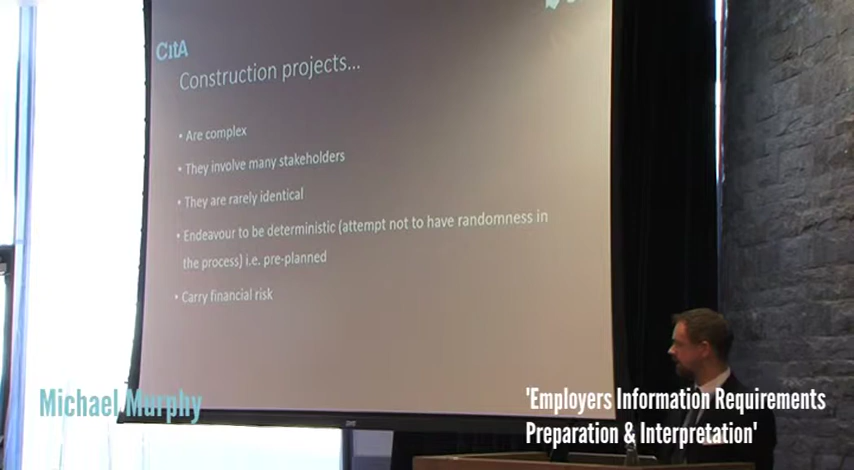 CitA
Construction projects...
• Are complex
• They involve many stakeholders
• They are rarely identical
• Endeavour to be deterministic (attempt not to have randomness in
the process) i.e. pre-planned
• Carry financial risk
Michael Murphy
'Employers Information Requirements
Preparation & Interpretation'